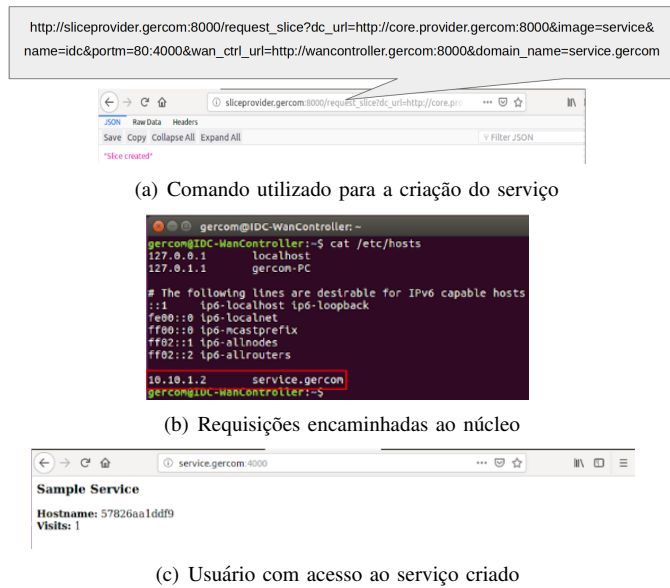 http://sliceprovider.gercom:8000/request_slice?dc_url=http://core.provider.gercom:8000&image=service&
name=idc&portm=80:4000&wan_ctrl_url=http://wancontroller.gercom:8000&domain_name=service.gercom
sliceprovider.gercom:8000/request_slice?dc_url=http://core.pro
JSON Raw Data Headers
Save Copy Collapse All Expand All Filter JSON
"Slice created"
(a) Comando utilizado para a criação do serviço
gercom@IDC-WanController: ~
gercom@IDC-WanController:~$ cat /etc/hosts
127.0.0.1 localhost
127.0.1.1 gercom-PC
# The following lines are desirable for IPv6 capable hosts
::1 ip6-localhost ip6-loopback
fe00::0 ip6-localnet
ff00::0 ip6-mcastprefix
ff02::1 ip6-allnodes
ff02::2 ip6-allrouters
10.10.1.2 service.gercom
gercom@IDC-WanController:~$
(b) Requisições encaminhadas ao núcleo
service.gercom:4000
Sample Service
Hostname: 57826aa1ddf9
Visits: 1
(c) Usuário com acesso ao serviço criado